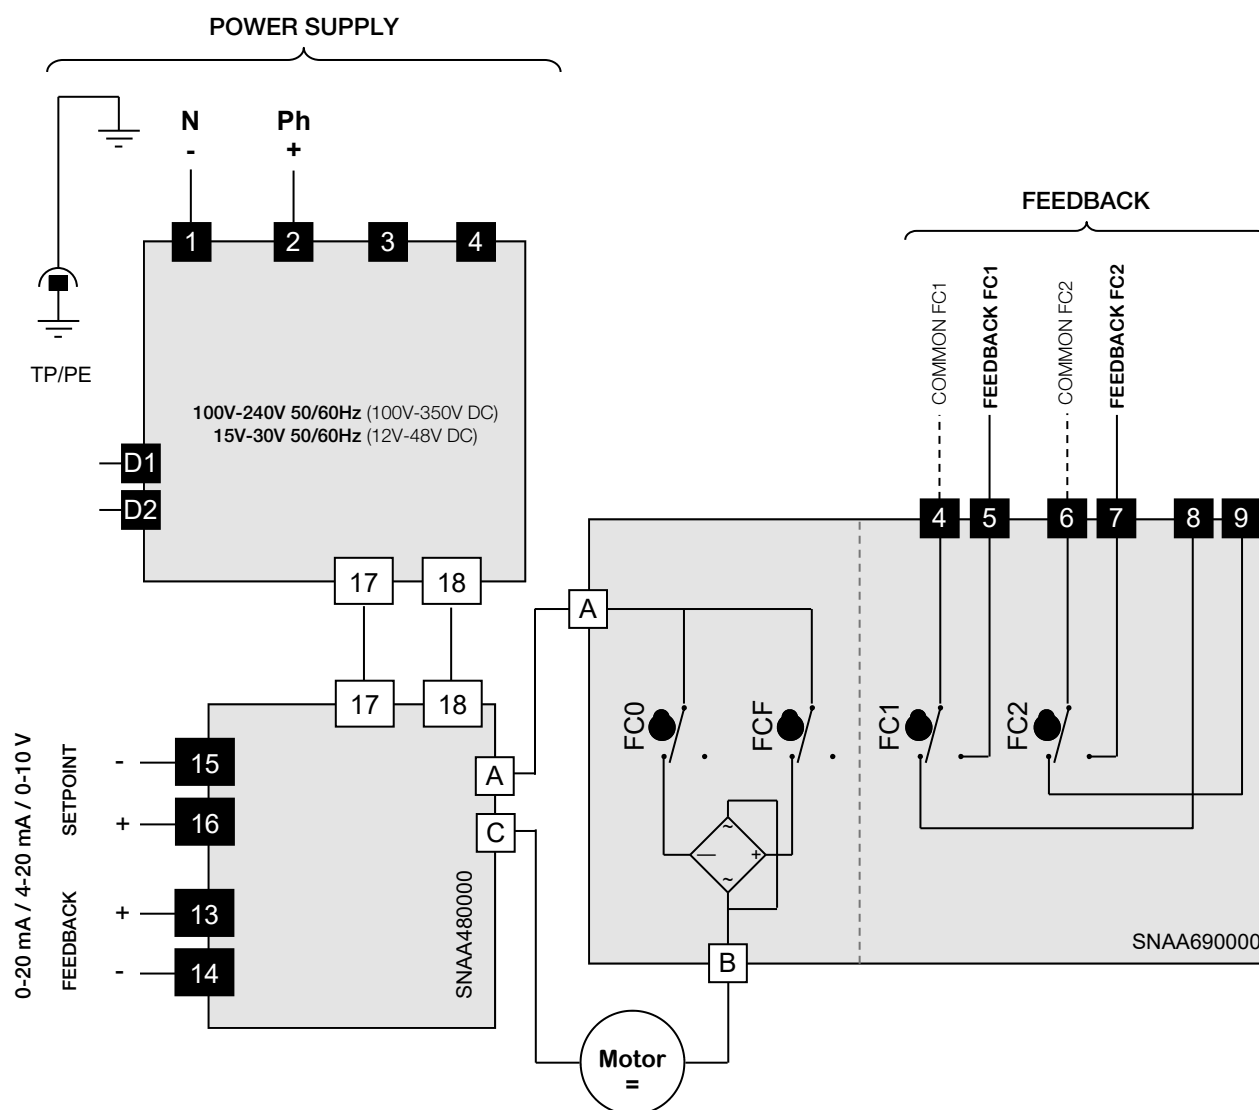 POWER SUPPLY
N
-
Ph
+
1
2
3
4
TP/PE
100V-240V 50/60Hz (100V-350V DC)
15V-30V 50/60Hz (12V-48V DC)
D1
D2
17
18
17
18
0-20 mA / 4-20 mA / 0-10 V
SETPOINT
FEEDBACK
-
15
+
16
+
13
-
14
A
C
SNAA480000
FEEDBACK
COMMON FC1
FEEDBACK FC1
COMMON FC2
FEEDBACK FC2
4
5
6
7
8
9
A
FC0
FCF
FC1
FC2
~
— +
~
SNAA690000
B
Motor
=